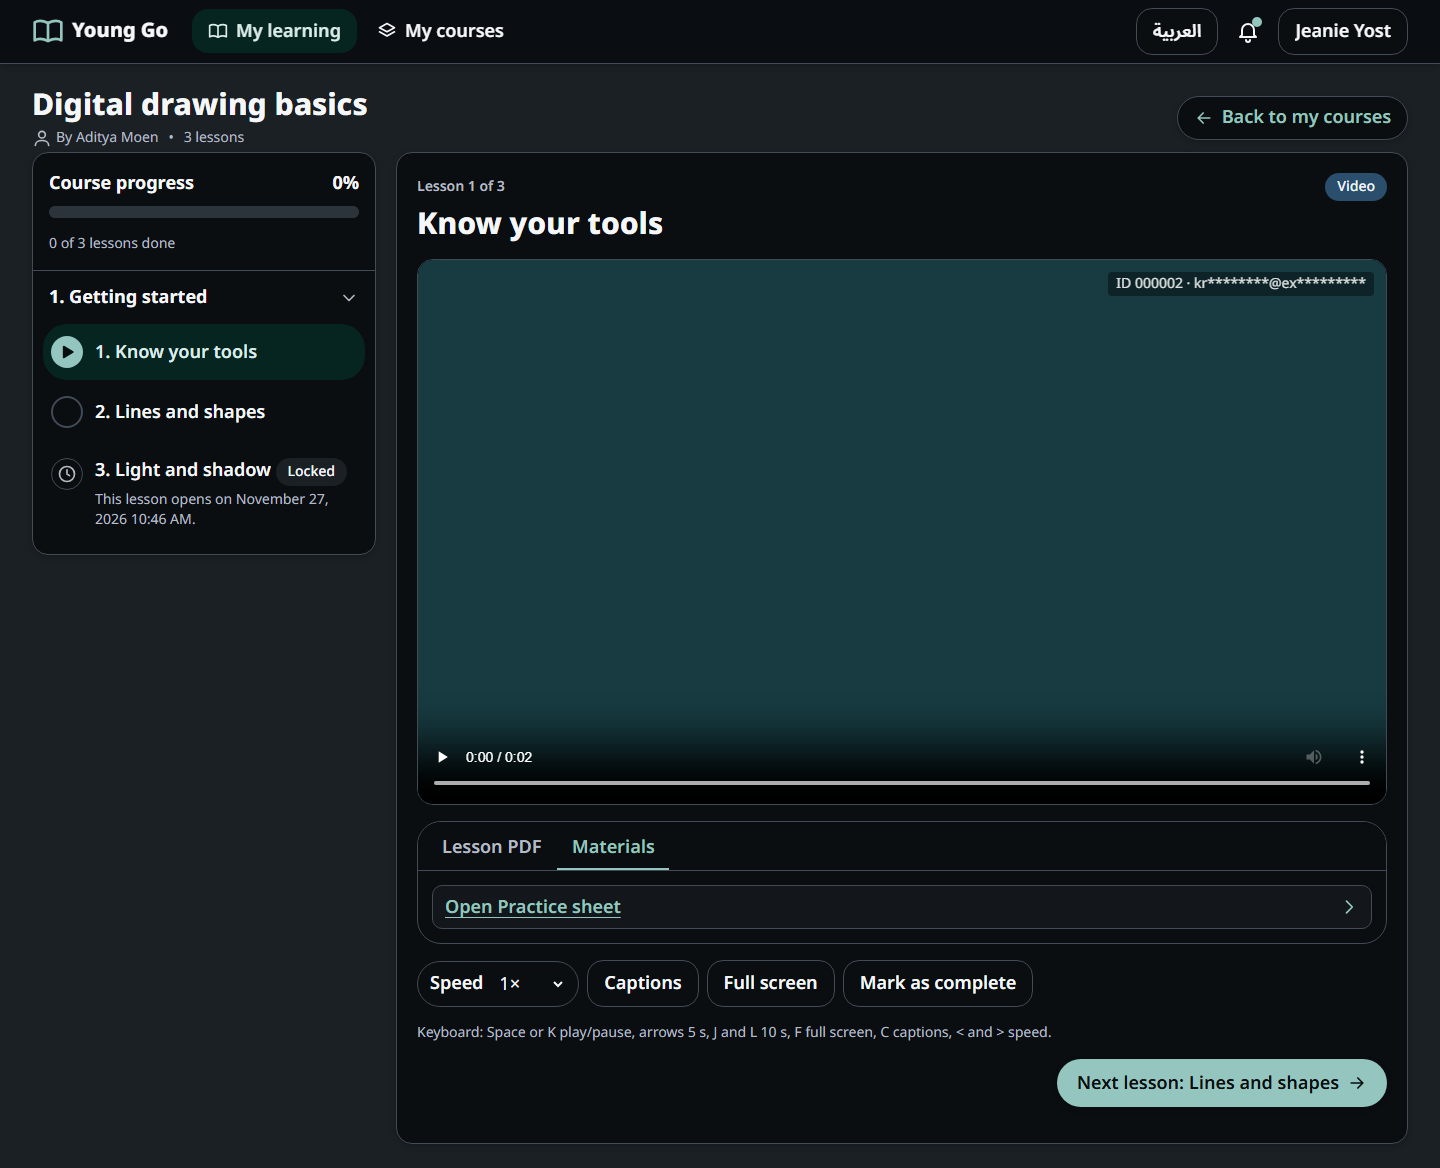 Young Go
My learning
My courses
العربية
Jeanie Yost
Digital drawing basics
By Aditya Moen • 3 lessons
Back to my courses
Course progress 0%
0 of 3 lessons done
1. Getting started
1. Know your tools
2. Lines and shapes
3. Light and shadow Locked
This lesson opens on November 27,
2026 10:46 AM.
Lesson 1 of 3
Video
Know your tools
ID 000002 · kr********@ex*********
0:00 / 0:02
Lesson PDF
Materials
Open Practice sheet
Speed 1×
Captions
Full screen
Mark as complete
Keyboard: Space or K play/pause, arrows 5 s, J and L 10 s, F full screen, C captions, < and > speed.
Next lesson: Lines and shapes